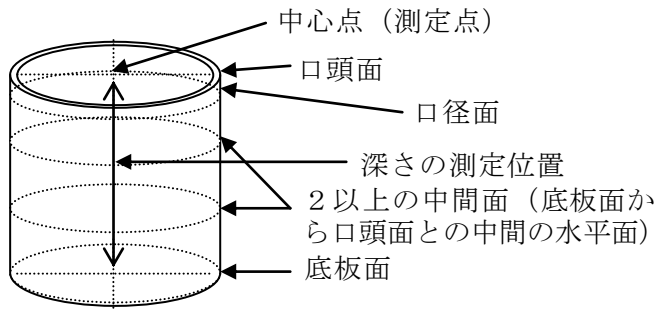 中心点（測定点）
口頭面
口径面
深さの測定位置
２以上の中間面（底板面か
ら口頭面との中間の水平面）
底板面